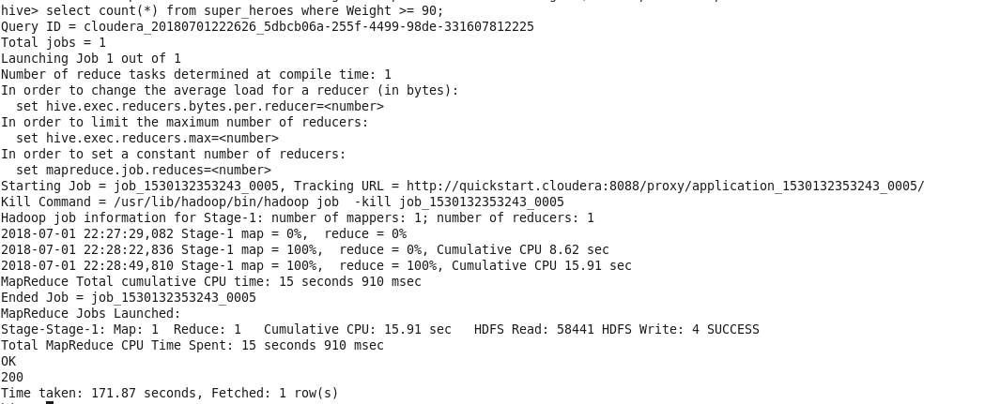 hive> select count(*) from super_heroes where Weight >= 90;
Query ID = cloudera_20180701222626_5dbcb06a-255f-4499-98de-331607812225
Total jobs = 1
Launching Job 1 out of 1
Number of reduce tasks determined at compile time: 1
In order to change the average load for a reducer (in bytes):
  set hive.exec.reducers.bytes.per.reducer=<number>
In order to limit the maximum number of reducers:
  set hive.exec.reducers.max=<number>
In order to set a constant number of reducers:
  set mapreduce.job.reduces=<number>
Starting Job = job_1530132353243_0005, Tracking URL = http://quickstart.cloudera:8088/proxy/application_1530132353243_0005/
Kill Command = /usr/lib/hadoop/bin/hadoop job  -kill job_1530132353243_0005
Hadoop job information for Stage-1: number of mappers: 1; number of reducers: 1
2018-07-01 22:27:29,082 Stage-1 map = 0%,  reduce = 0%
2018-07-01 22:28:22,836 Stage-1 map = 100%,  reduce = 0%, Cumulative CPU 8.62 sec
2018-07-01 22:28:49,810 Stage-1 map = 100%,  reduce = 100%, Cumulative CPU 15.91 sec
MapReduce Total cumulative CPU time: 15 seconds 910 msec
Ended Job = job_1530132353243_0005
MapReduce Jobs Launched:
Stage-Stage-1: Map: 1  Reduce: 1   Cumulative CPU: 15.91 sec   HDFS Read: 58441 HDFS Write: 4 SUCCESS
Total MapReduce CPU Time Spent: 15 seconds 910 msec
OK
200
Time taken: 171.87 seconds, Fetched: 1 row(s)